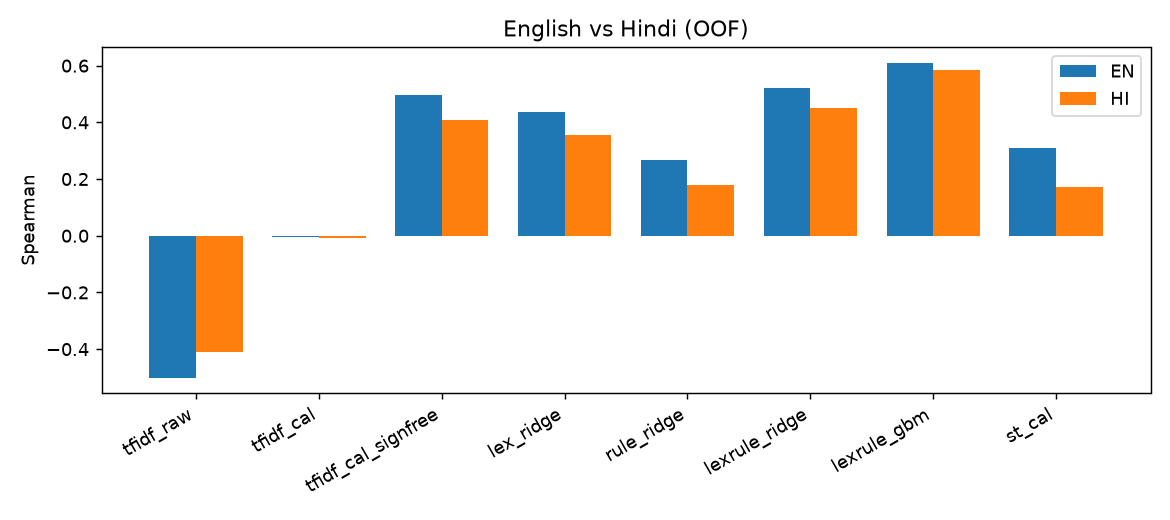 English vs Hindi (OOF)
EN
HI
Spearman
0.6
0.4
0.2
0.0
−0.2
−0.4
tfidf_raw
tfidf_cal
tfidf_cal_signfree
lex_ridge
rule_ridge
lexrule_ridge
lexrule_gbm
st_cal